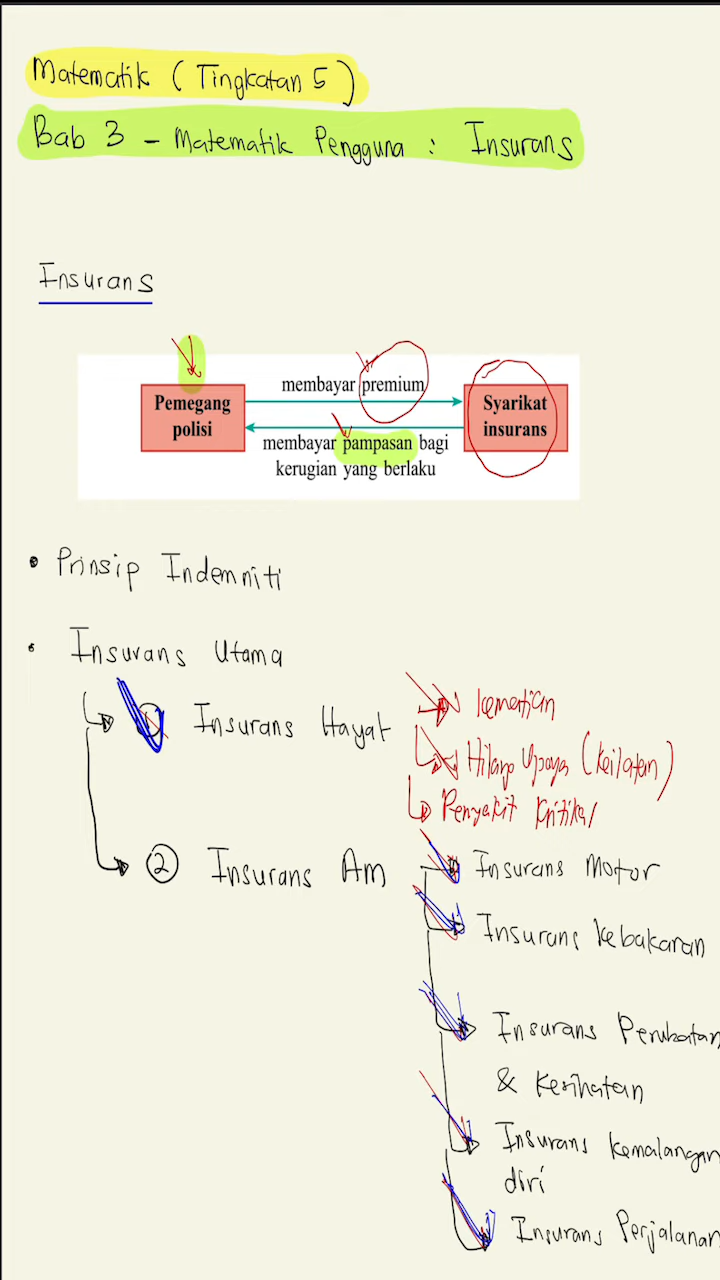 Matematik (Tingkatan 5)
Bab 3 - Matematik Pengguna : Insurans
Insurans
Pemegang polisi
membayar premium
Syarikat insurans
membayar pampasan bagi
kerugian yang berlaku
• Prinsip Indemniti
• Insurans Utama
① Insurans Hayat
Kematian
Hilang Upaya (Keilatan)
Penyakit Kritikal
② Insurans Am
Insurans Motor
Insurans Kebakaran
Insurans Perubatan
& Kesihatan
Insurans Kemalangan
diri
Insurans Perjalanan